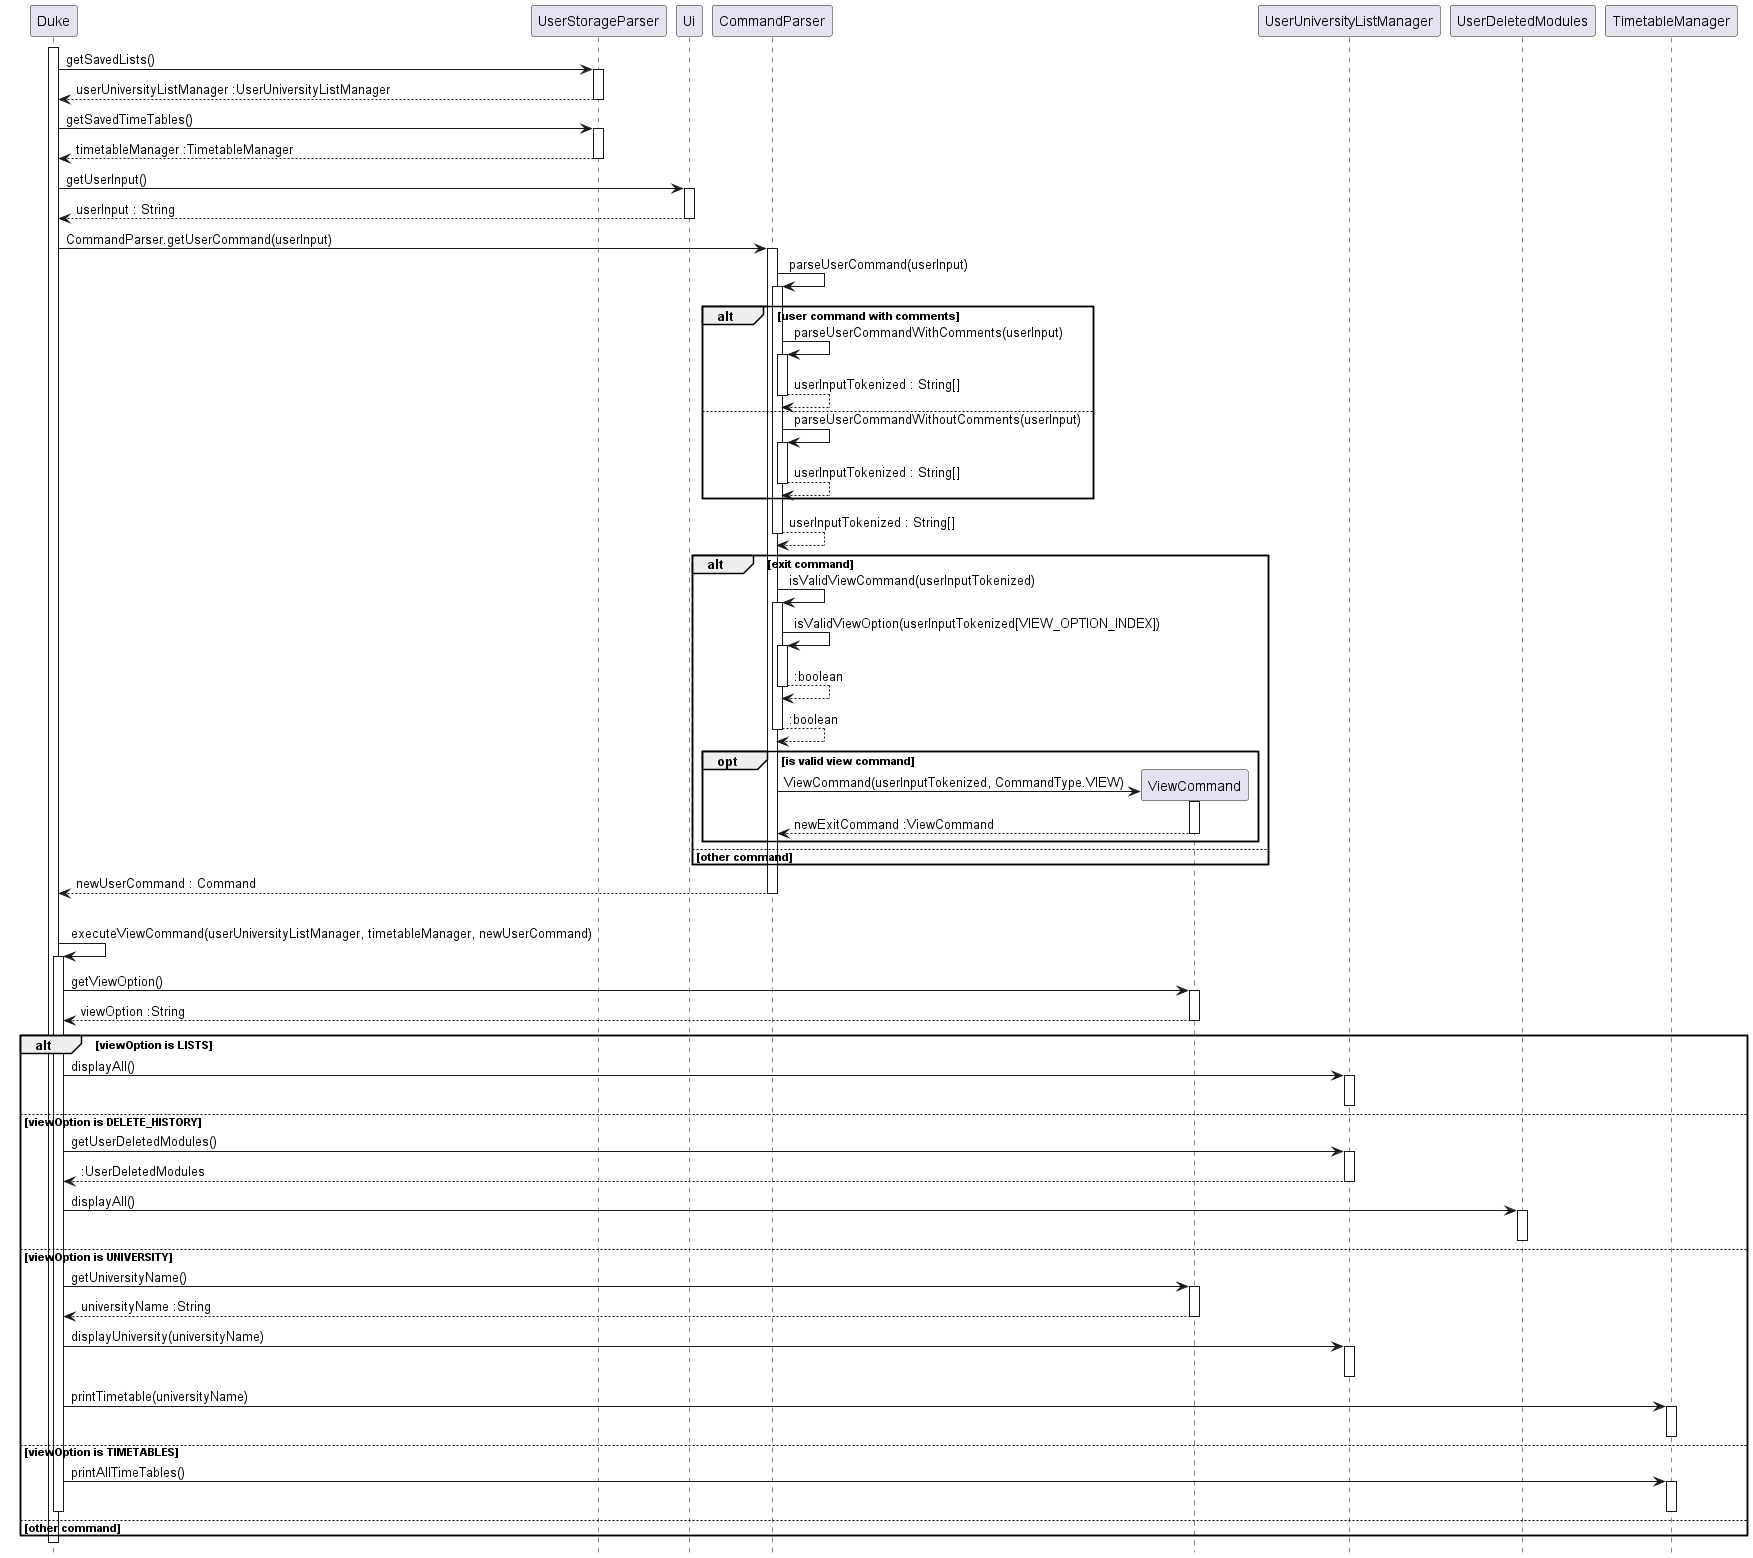 Duke
UserStorageParser
Ui
CommandParser
UserUniversityListManager
UserDeletedModules
TimetableManager
getSavedLists()
userUniversityListManager :UserUniversityListManager
getSavedTimeTables()
timetableManager :TimetableManager
getUserInput()
userInput : String
CommandParser.getUserCommand(userInput)
parseUserCommand(userInput)
alt
[user command with comments]
parseUserCommandWithComments(userInput)
userInputTokenized : String[]
parseUserCommandWithoutComments(userInput)
userInputTokenized : String[]
userInputTokenized : String[]
alt
[exit command]
isValidViewCommand(userInputTokenized)
isValidViewOption(userInputTokenized[VIEW_OPTION_INDEX])
:boolean
:boolean
opt
[is valid view command]
ViewCommand(userInputTokenized, CommandType.VIEW)
ViewCommand
newExitCommand :ViewCommand
[other command]
newUserCommand : Command
executeViewCommand(userUniversityListManager, timetableManager, newUserCommand)
getViewOption()
viewOption :String
alt
[viewOption is LISTS]
displayAll()
[viewOption is DELETE_HISTORY]
getUserDeletedModules()
:UserDeletedModules
displayAll()
[viewOption is UNIVERSITY]
getUniversityName()
universityName :String
displayUniversity(universityName)
printTimetable(universityName)
[viewOption is TIMETABLES]
printAllTimeTables()
[other command]